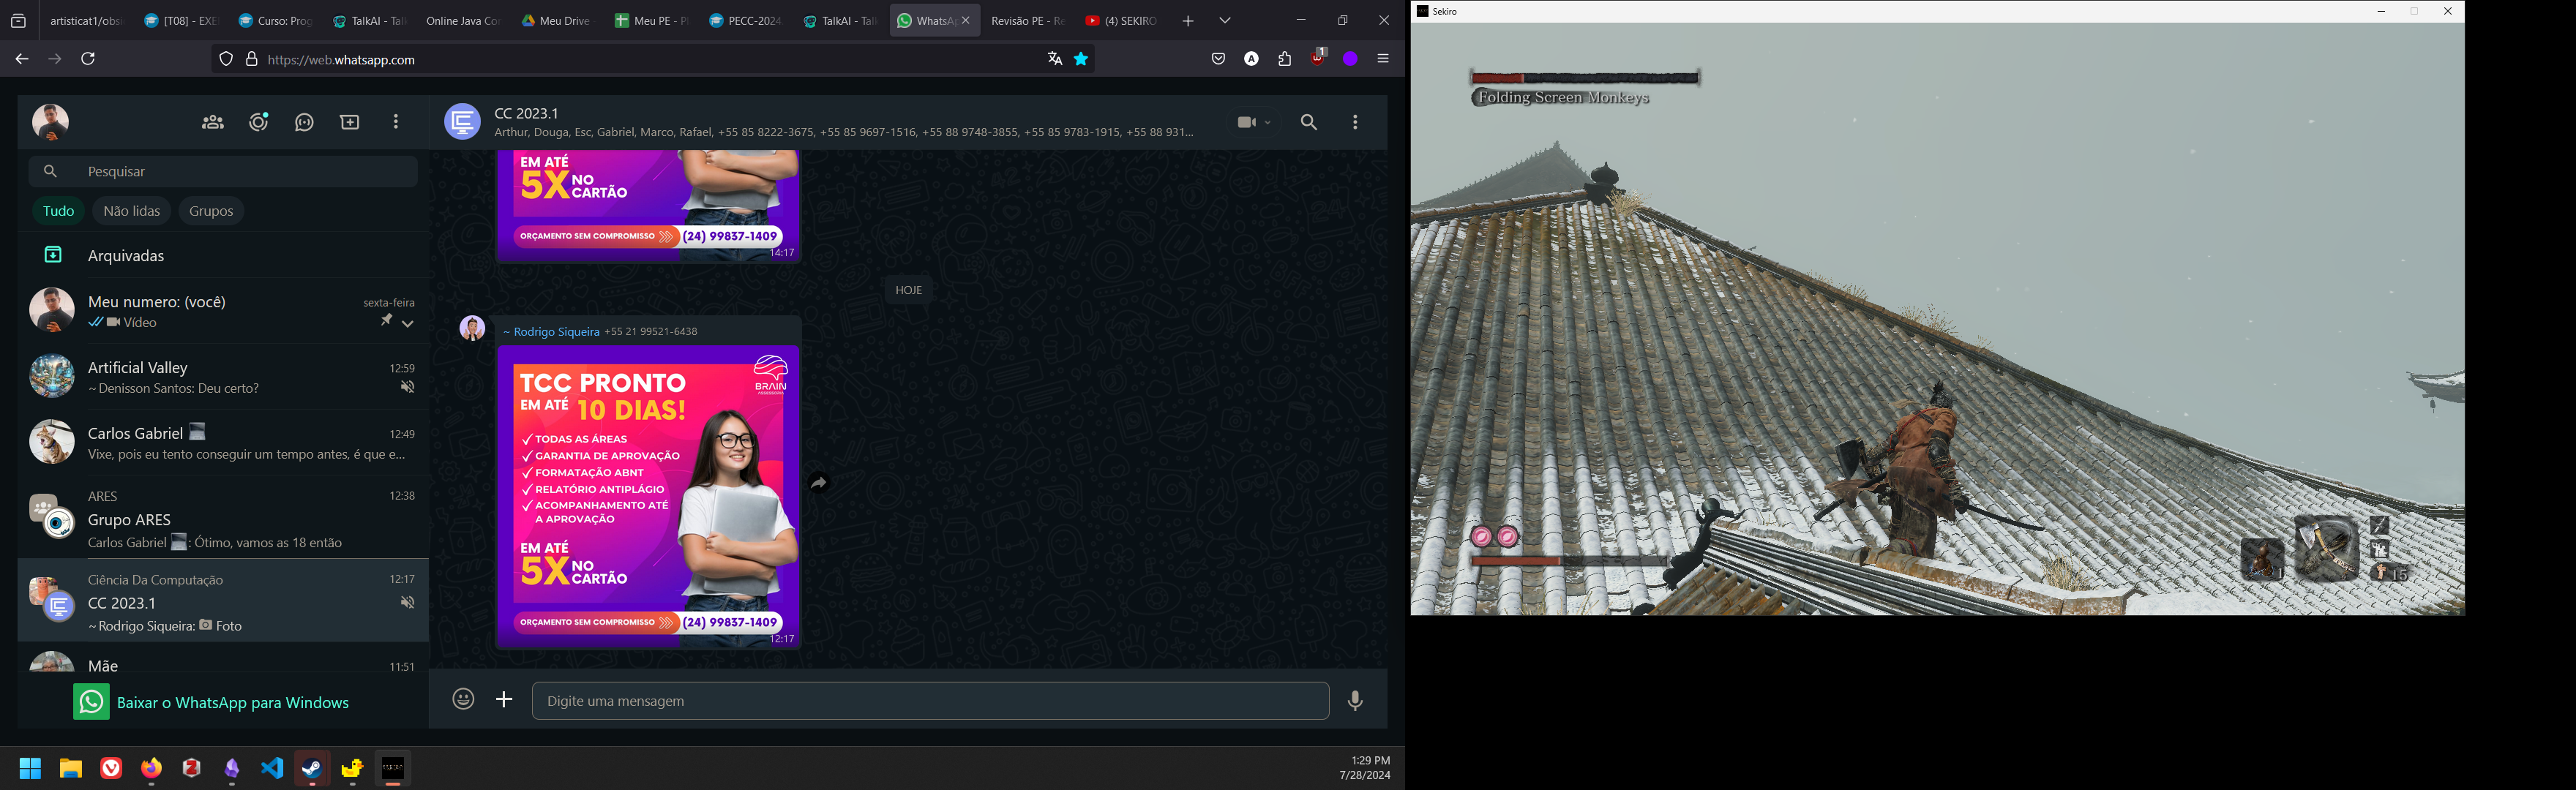 artisticat1/obsi
[T08] - EXE
Curso: Prog
TalkAI - Talk
Online Java Co
Meu Drive
Meu PE - P
PECC-2024
TalkAI - Talk
WhatsAp
Revisão PE - Re
(4) SEKIRO
https://web.whatsapp.com
1
Pesquisar
Tudo
Não lidas
Grupos
Arquivadas
Meu numero: (você)
sexta-feira
Vídeo
Artificial Valley
12:59
~ Denisson Santos: Deu certo?
Carlos Gabriel
12:49
Vixe, pois eu tento conseguir um tempo antes, é que e...
ARES
12:38
Grupo ARES
Carlos Gabriel : Ótimo, vamos as 18 então
Ciência Da Computação
12:17
CC 2023.1
~ Rodrigo Siqueira: Foto
Mãe
11:51
Baixar o WhatsApp para Windows
CC 2023.1
Arthur, Douga, Esc, Gabriel, Marco, Rafael, +55 85 8222-3675, +55 85 9697-1516, +55 88 9748-3855, +55 85 9783-1915, +55 88 931...
EM ATÉ
5X NO CARTÃO
ORÇAMENTO SEM COMPROMISSO (24) 99837-1409
14:17
HOJE
~ Rodrigo Siqueira +55 21 99521-6438
BRAIN
TCC PRONTO
EM ATÉ 10 DIAS!
TODAS AS ÁREAS
GARANTIA DE APROVAÇÃO
FORMATAÇÃO ABNT
RELATÓRIO ANTIPLÁGIO
ACOMPANHAMENTO ATÉ
A APROVAÇÃO
EM ATÉ
5X NO CARTÃO
ORÇAMENTO SEM COMPROMISSO (24) 99837-1409
12:17
Digite uma mensagem
1:29 PM
7/28/2024
Sekiro
Folding Screen Monkeys
1
15